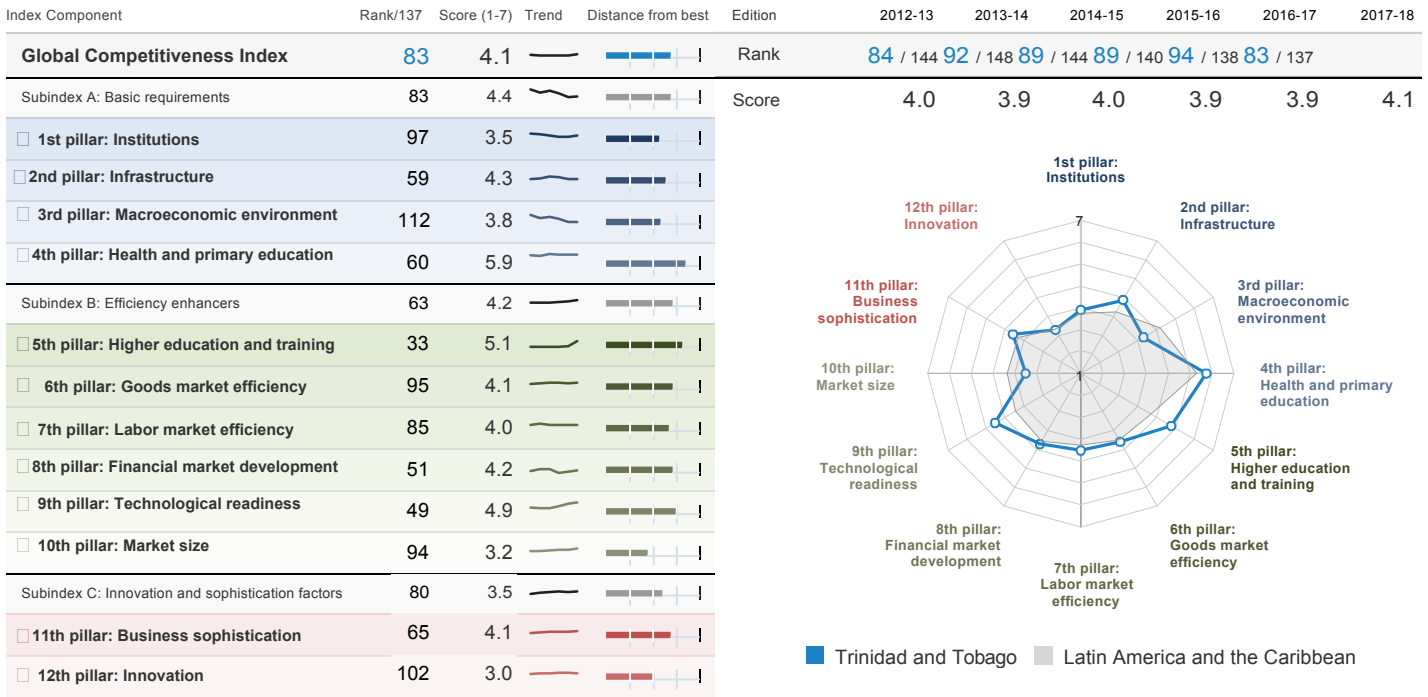 Index Component Rank/137 Score (1-7) Trend Distance from best
Global Competitiveness Index 83 4.1
Subindex A: Basic requirements 83 4.4
1st pillar: Institutions 97 3.5
2nd pillar: Infrastructure 59 4.3
3rd pillar: Macroeconomic environment 112 3.8
4th pillar: Health and primary education 60 5.9
Subindex B: Efficiency enhancers 63 4.2
5th pillar: Higher education and training 33 5.1
6th pillar: Goods market efficiency 95 4.1
7th pillar: Labor market efficiency 85 4.0
8th pillar: Financial market development 51 4.2
9th pillar: Technological readiness 49 4.9
10th pillar: Market size 94 3.2
Subindex C: Innovation and sophistication factors 80 3.5
11th pillar: Business sophistication 65 4.1
12th pillar: Innovation 102 3.0
Edition 2012-13 2013-14 2014-15 2015-16 2016-17 2017-18
Rank 84 / 144 92 / 148 89 / 144 89 / 140 94 / 138 83 / 137
Score 4.0 3.9 4.0 3.9 3.9 4.1
1st pillar:
Institutions
2nd pillar:
Infrastructure
3rd pillar:
Macroeconomic
environment
4th pillar:
Health and primary
education
5th pillar:
Higher education
and training
6th pillar:
Goods market
efficiency
7th pillar:
Labor market
efficiency
8th pillar:
Financial market
development
9th pillar:
Technological
readiness
10th pillar:
Market size
11th pillar:
Business
sophistication
12th pillar:
Innovation
7
1
Trinidad and Tobago Latin America and the Caribbean